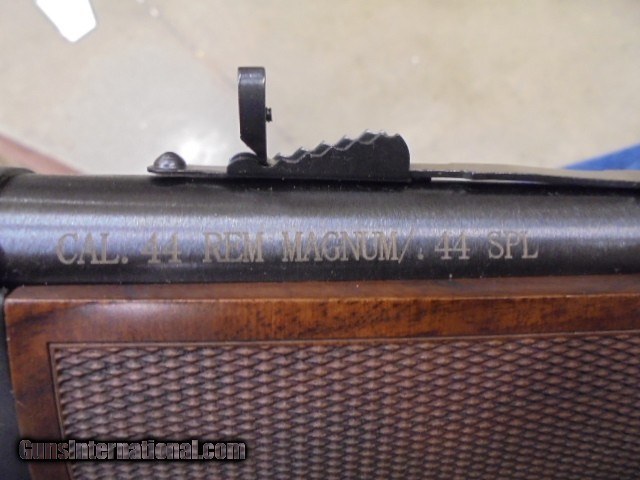 CAL. 44 REM MAGNUM/. 44 SPL
GunsInternational.com